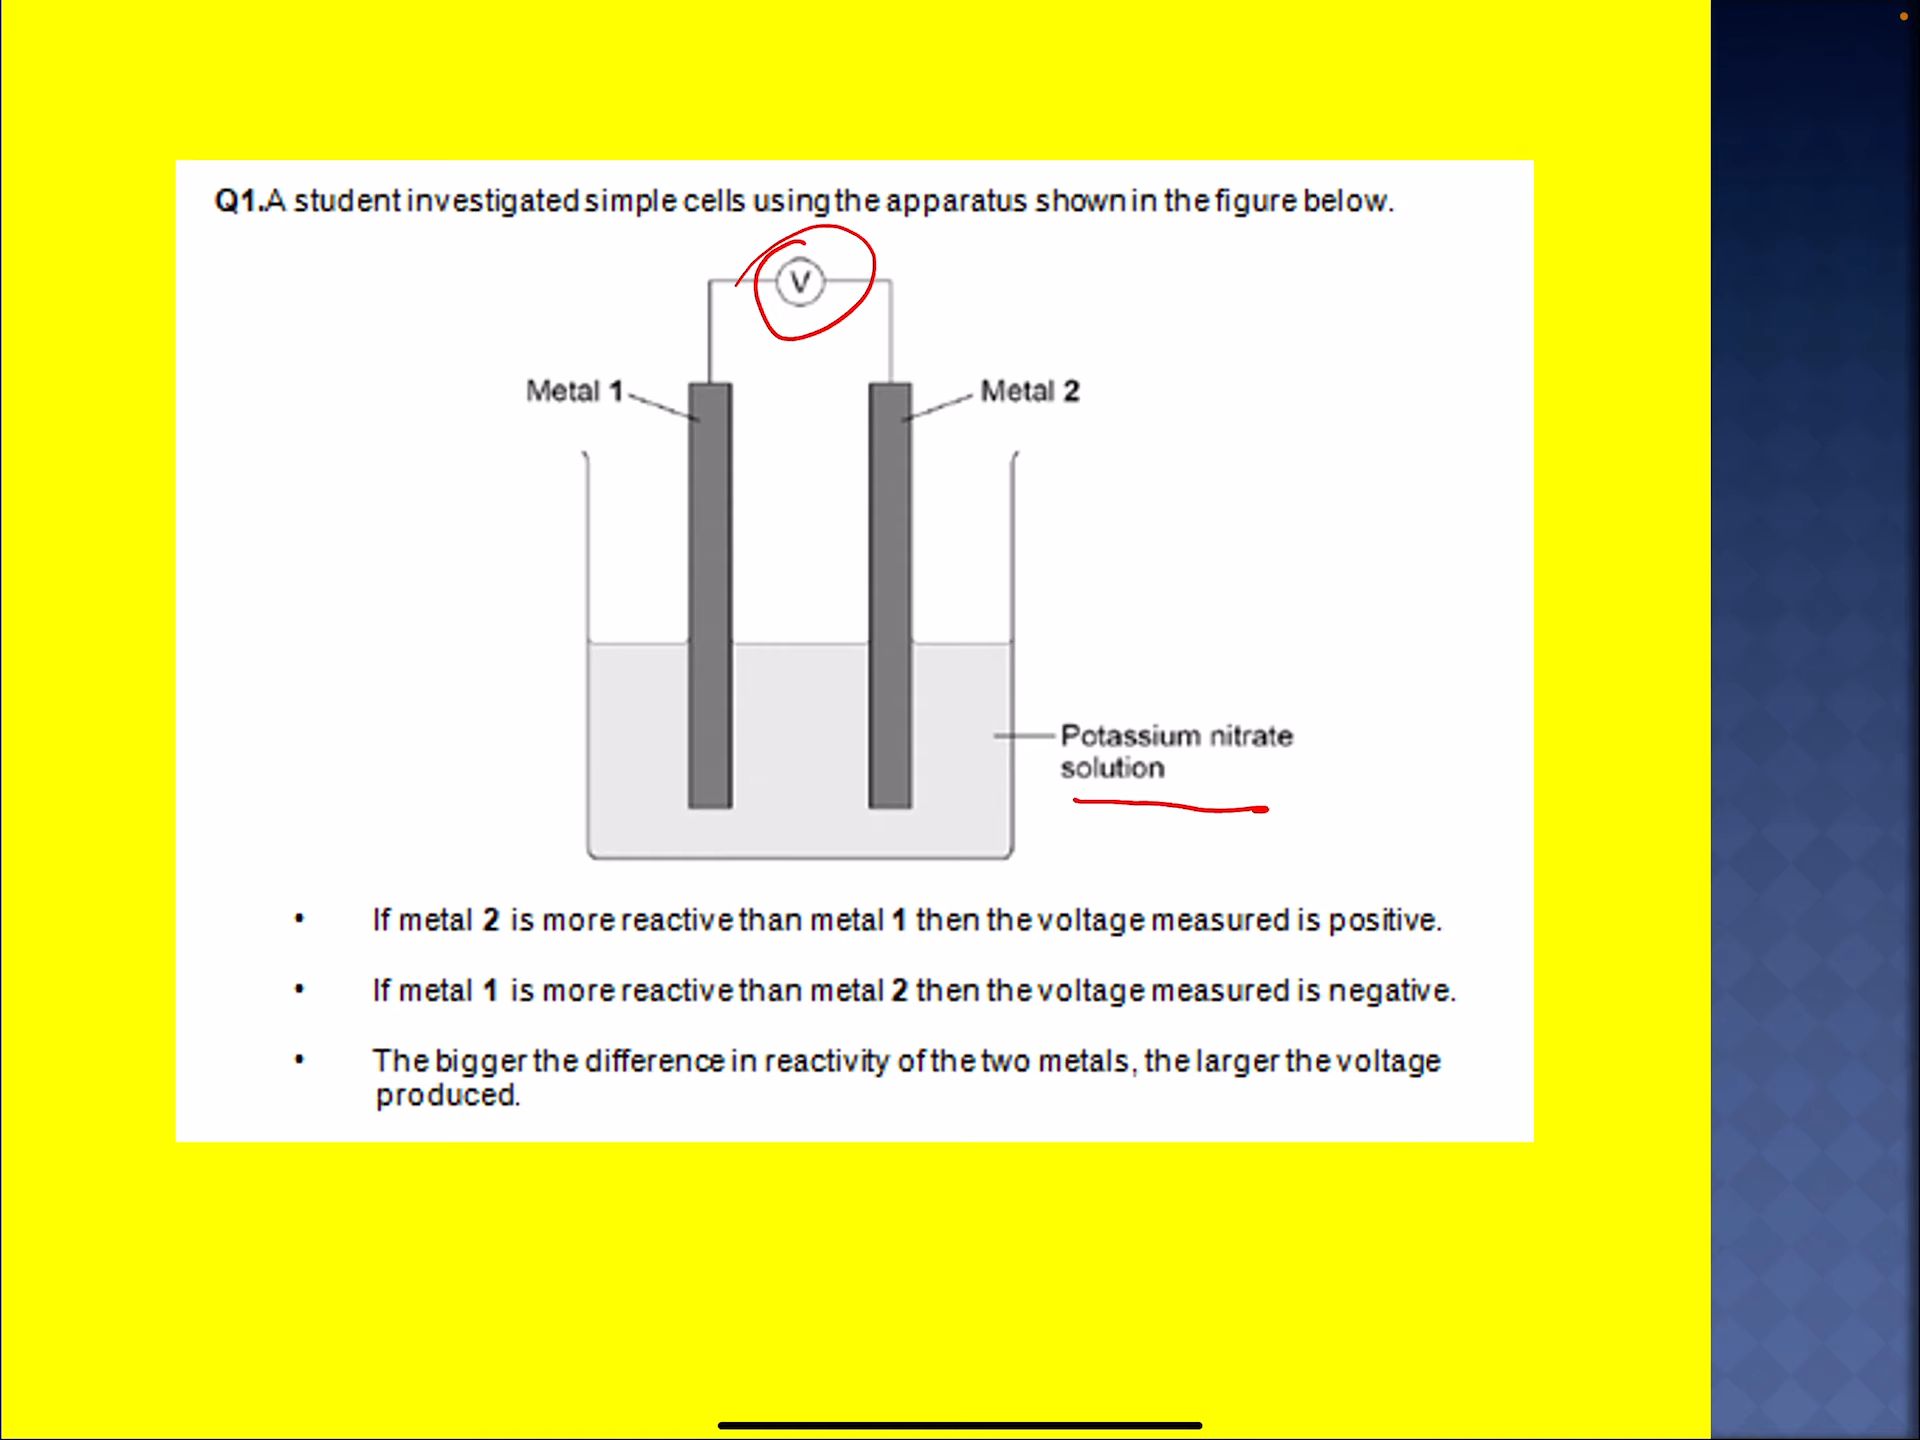 Q1.A student investigated simple cells using the apparatus shown in the figure below.
V
Metal 1
Metal 2
Potassium nitrate
solution
• If metal 2 is more reactive than metal 1 then the voltage measured is positive.
• If metal 1 is more reactive than metal 2 then the voltage measured is negative.
• The bigger the difference in reactivity of the two metals, the larger the voltage
produced.